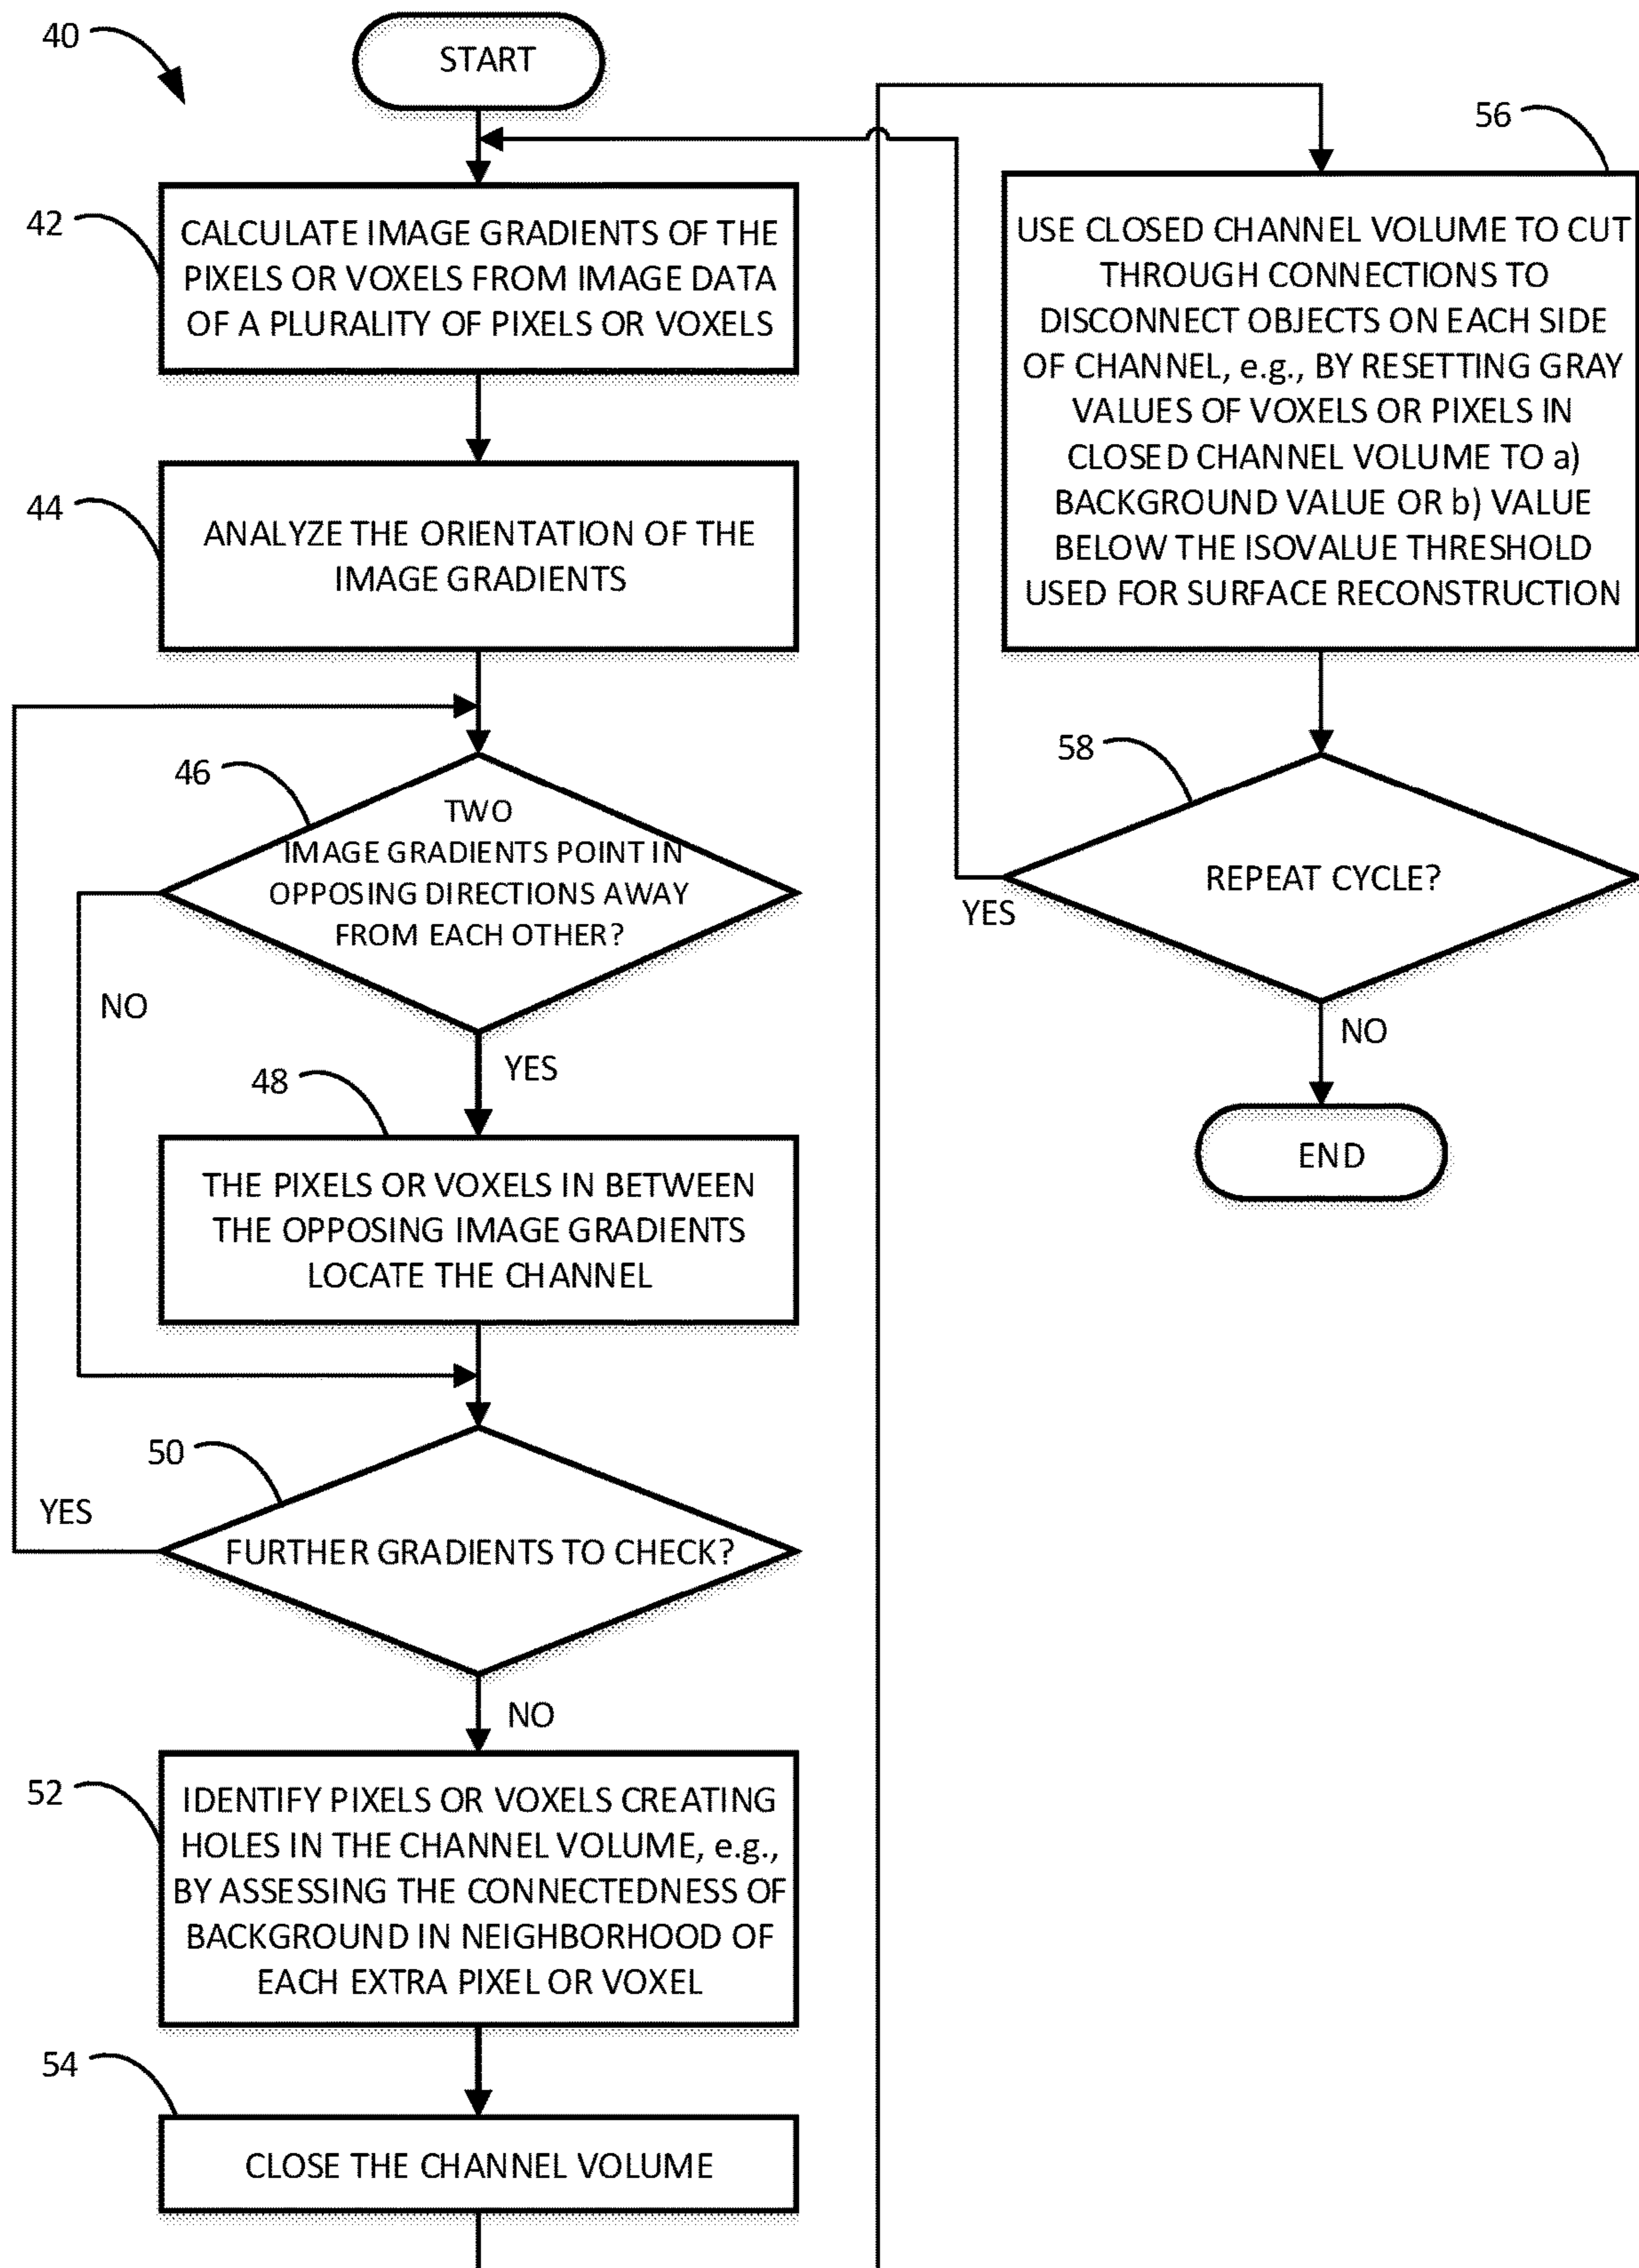 40
START
42
CALCULATE IMAGE GRADIENTS OF THE
PIXELS OR VOXELS FROM IMAGE DATA
OF A PLURALITY OF PIXELS OR VOXELS
44
ANALYZE THE ORIENTATION OF THE
IMAGE GRADIENTS
46
TWO
IMAGE GRADIENTS POINT IN
OPPOSING DIRECTIONS AWAY
FROM EACH OTHER?
NO
YES
48
THE PIXELS OR VOXELS IN BETWEEN
THE OPPOSING IMAGE GRADIENTS
LOCATE THE CHANNEL
50
YES
FURTHER GRADIENTS TO CHECK?
NO
52
IDENTIFY PIXELS OR VOXELS CREATING
HOLES IN THE CHANNEL VOLUME, e.g.,
BY ASSESSING THE CONNECTEDNESS OF
BACKGROUND IN NEIGHBORHOOD OF
EACH EXTRA PIXEL OR VOXEL
54
CLOSE THE CHANNEL VOLUME
56
USE CLOSED CHANNEL VOLUME TO CUT
THROUGH CONNECTIONS TO
DISCONNECT OBJECTS ON EACH SIDE
OF CHANNEL, e.g., BY RESETTING GRAY
VALUES OF VOXELS OR PIXELS IN
CLOSED CHANNEL VOLUME TO a)
BACKGROUND VALUE OR b) VALUE
BELOW THE ISOVALUE THRESHOLD
USED FOR SURFACE RECONSTRUCTION
58
REPEAT CYCLE?
YES
NO
END